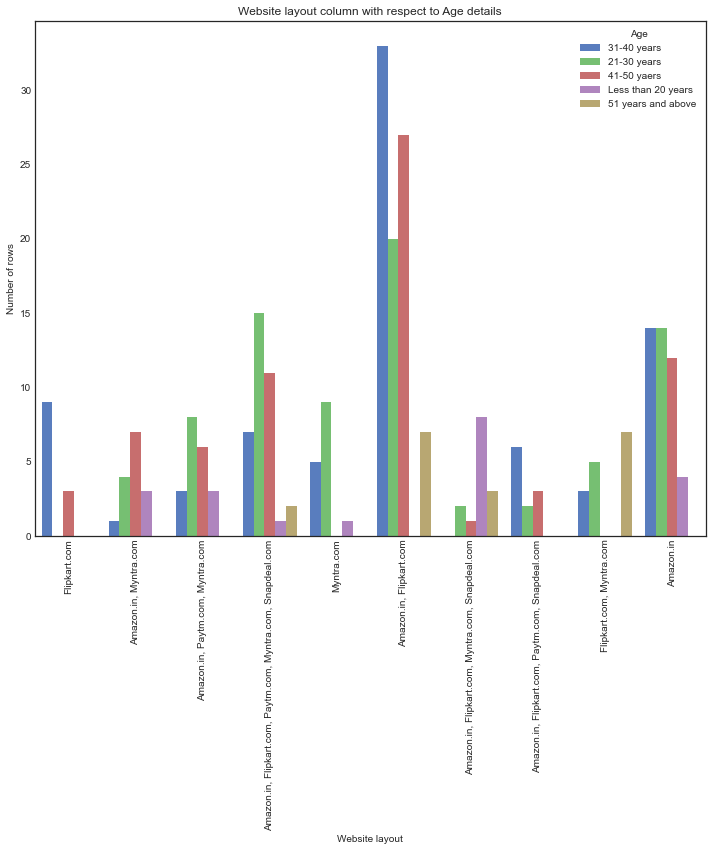 Website layout column with respect to Age details
Age
31-40 years
21-30 years
41-50 yaers
Less than 20 years
51 years and above
Number of rows
30
25
20
15
10
5
0
Flipkart.com
Amazon.in, Myntra.com
Amazon.in, Paytm.com, Myntra.com
Amazon.in, Flipkart.com, Paytm.com, Myntra.com, Snapdeal.com
Myntra.com
Amazon.in, Flipkart.com
Amazon.in, Flipkart.com, Myntra.com, Snapdeal.com
Amazon.in, Flipkart.com, Paytm.com, Snapdeal.com
Flipkart.com, Myntra.com
Amazon.in
Website layout